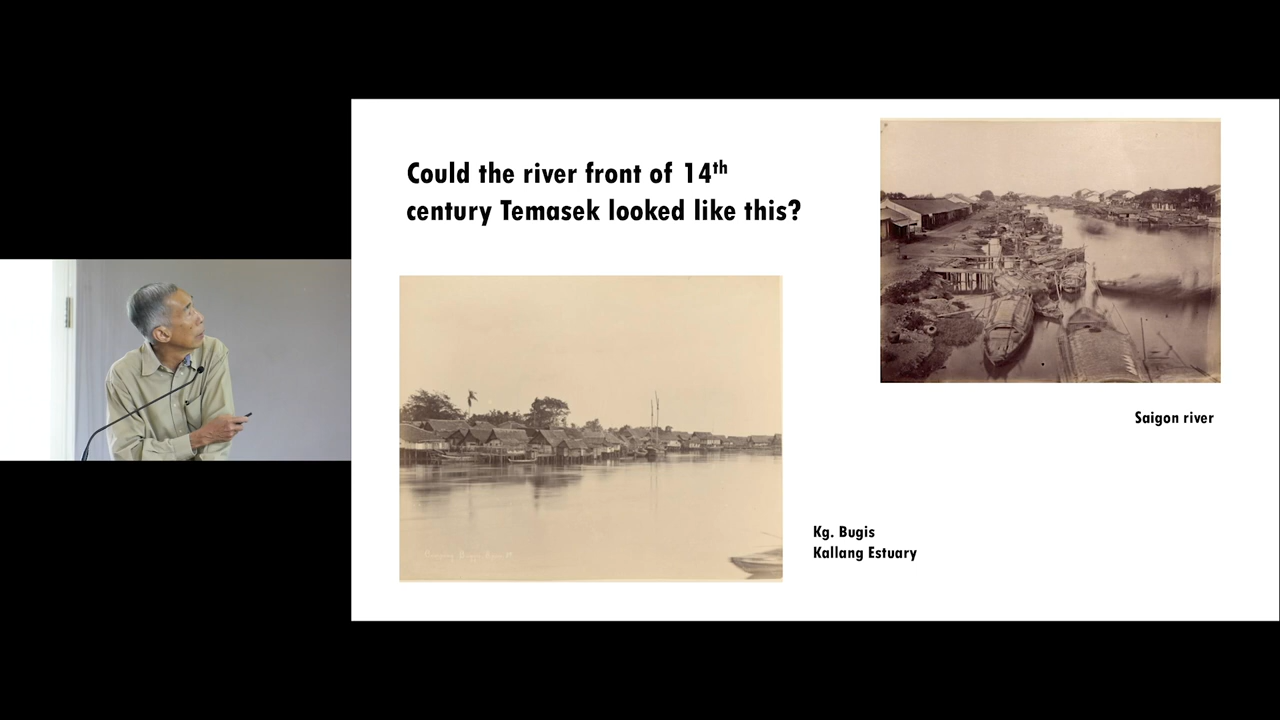 Could the river front of 14th
century Temasek looked like this?
Saigon river
Kg. Bugis
Kallang Estuary